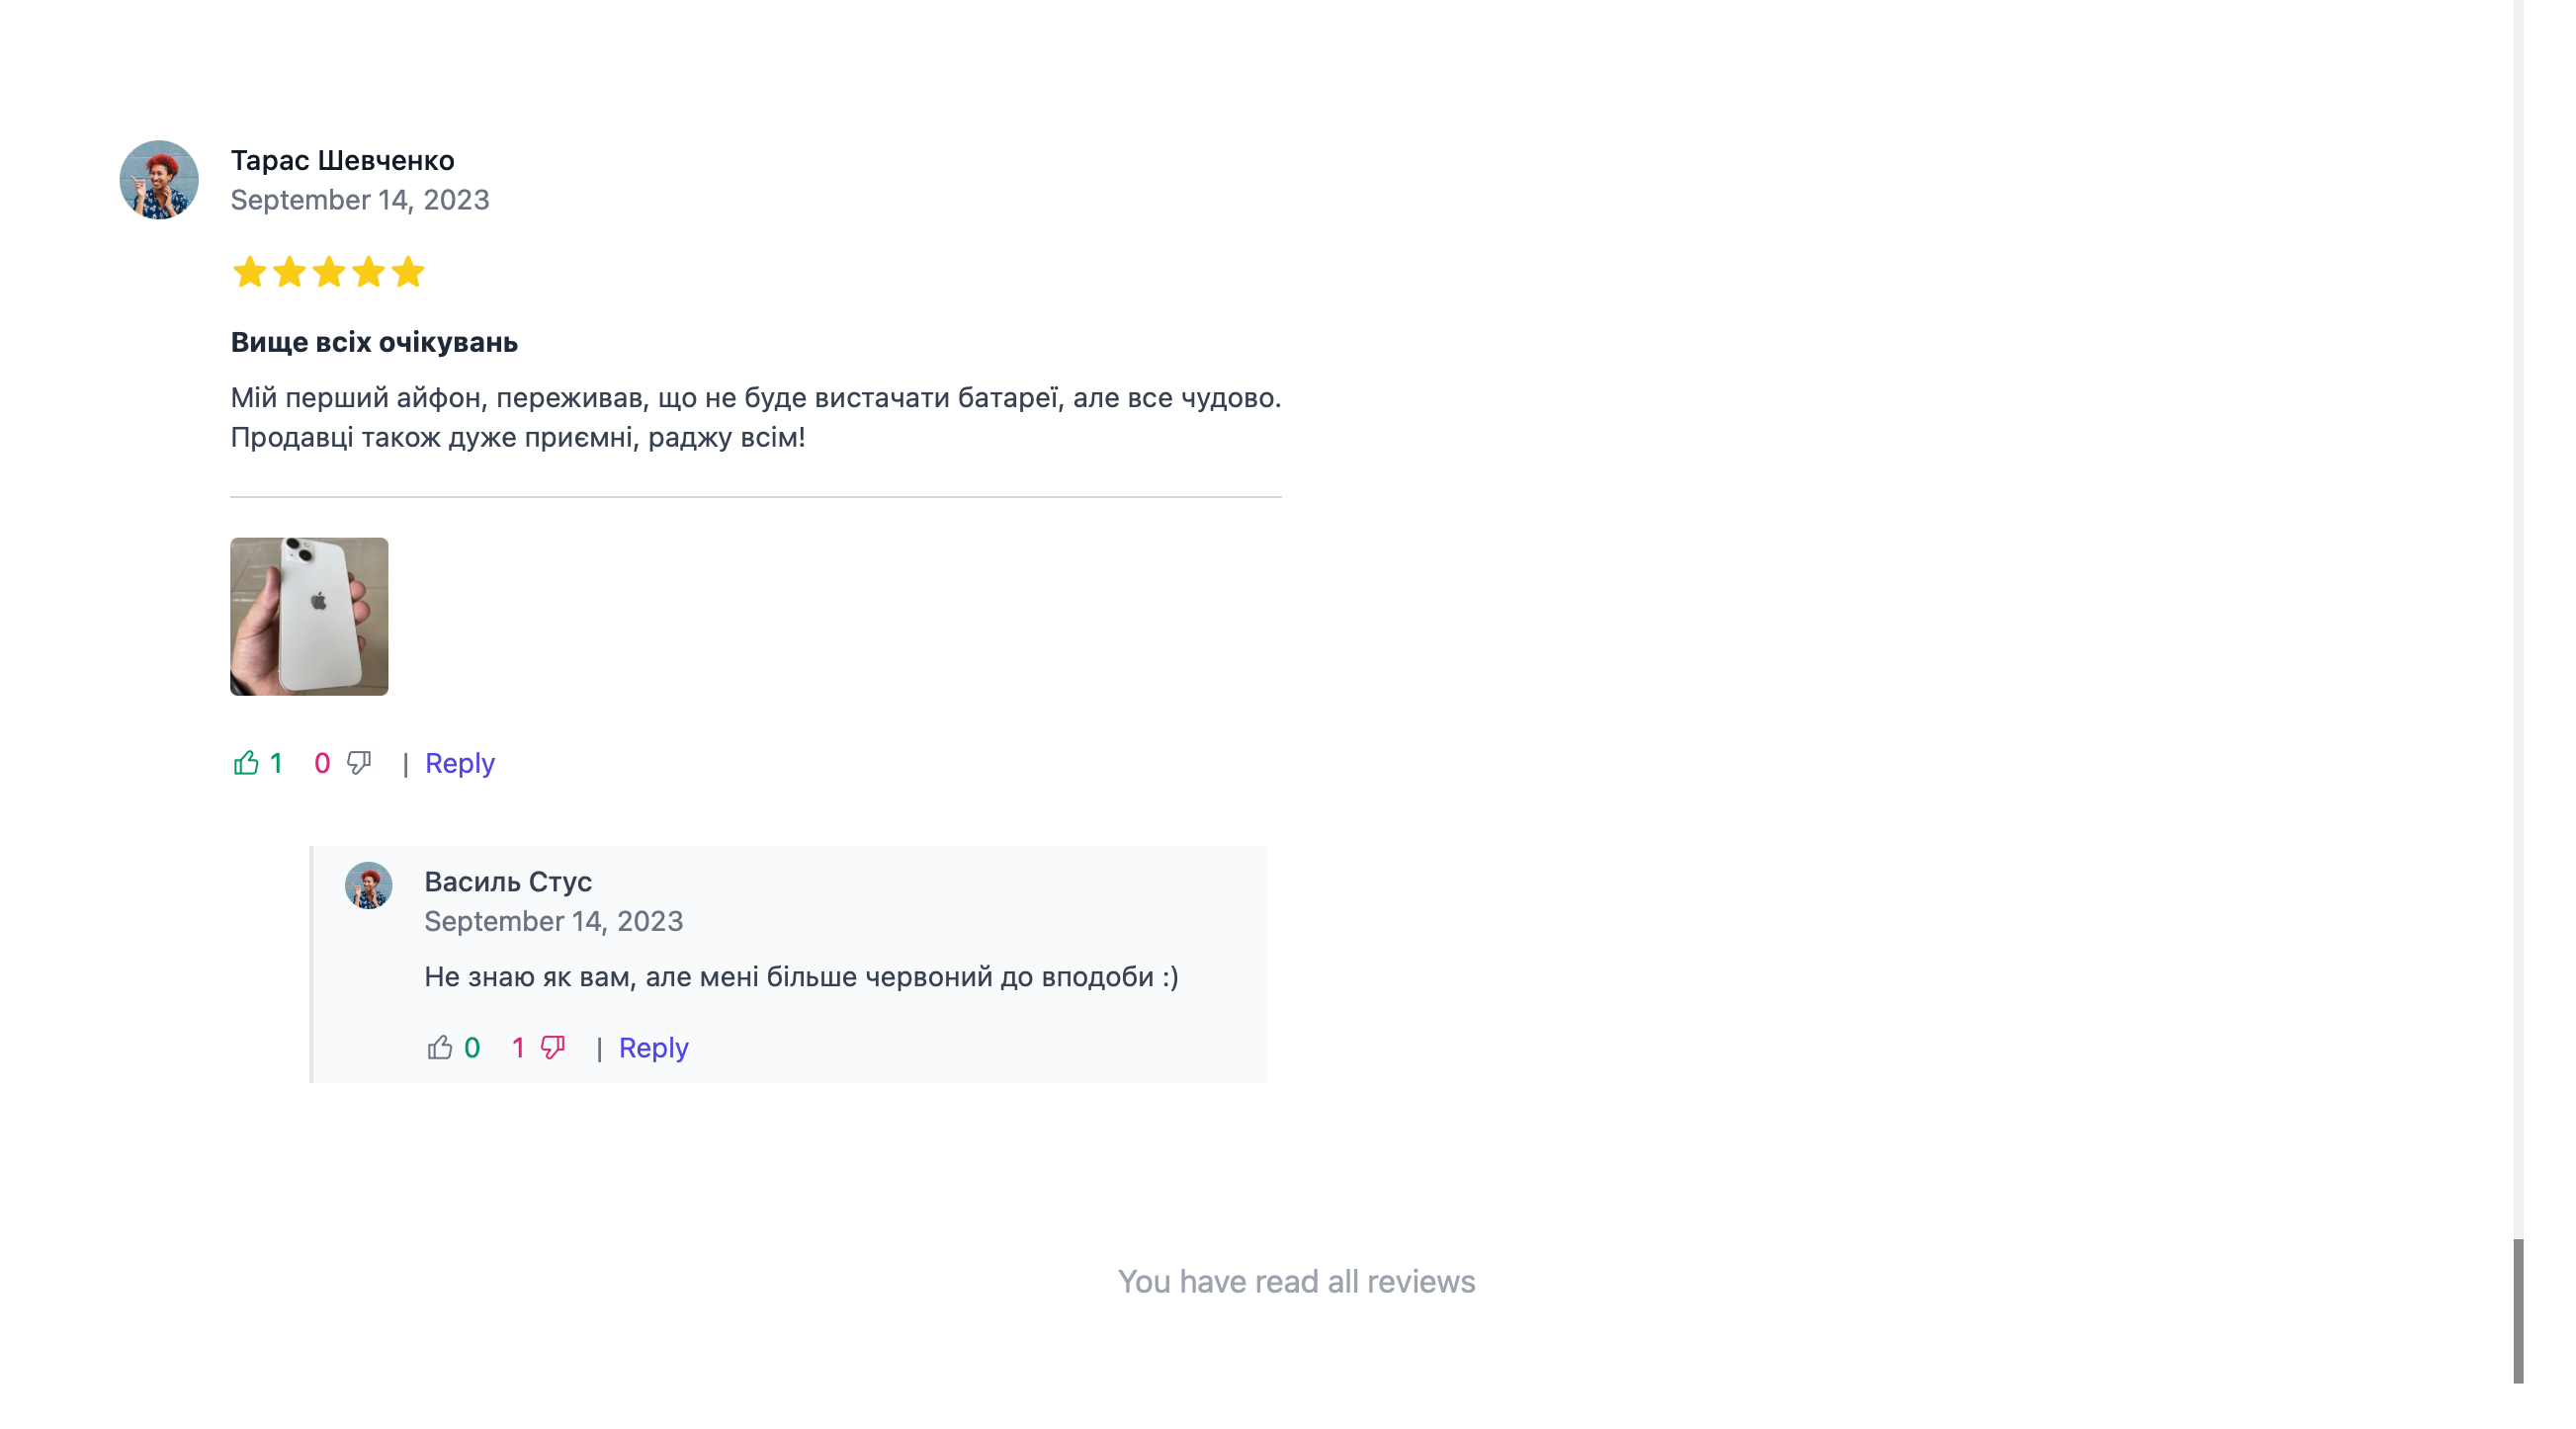 Тарас Шевченко
September 14, 2023
Вище всіх очікувань
Мій перший айфон, переживав, що не буде вистачати батареї, але все чудово.
Продавці також дуже приємні, раджу всім!
1 0 | Reply
Василь Стус
September 14, 2023
Не знаю як вам, але мені більше червоний до вподоби :)
0 1 | Reply
You have read all reviews